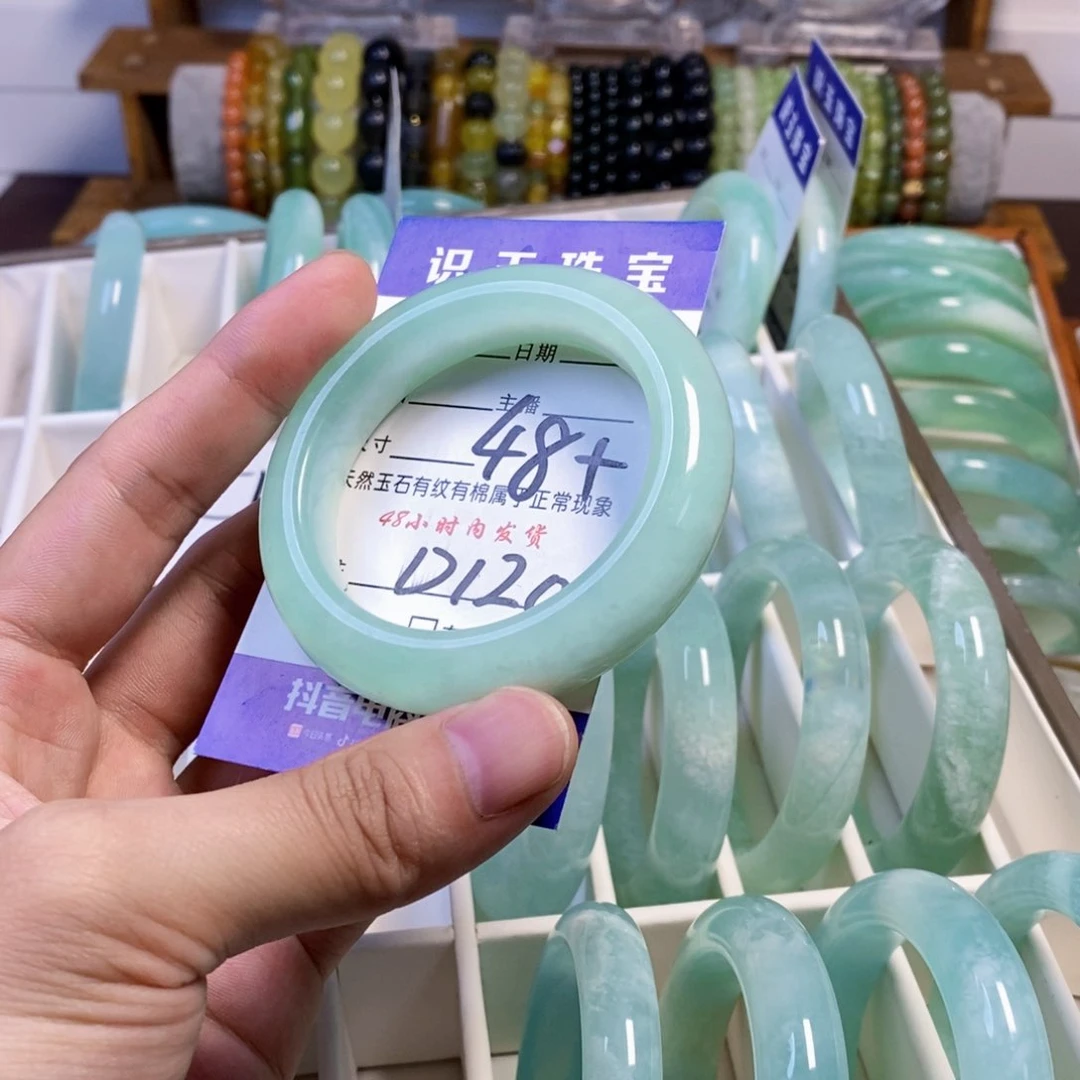 识玉珠宝
日期
主播
寸 48+
天然玉石有纹有棉属于正常现象
48小时内发货
D120
抖音电